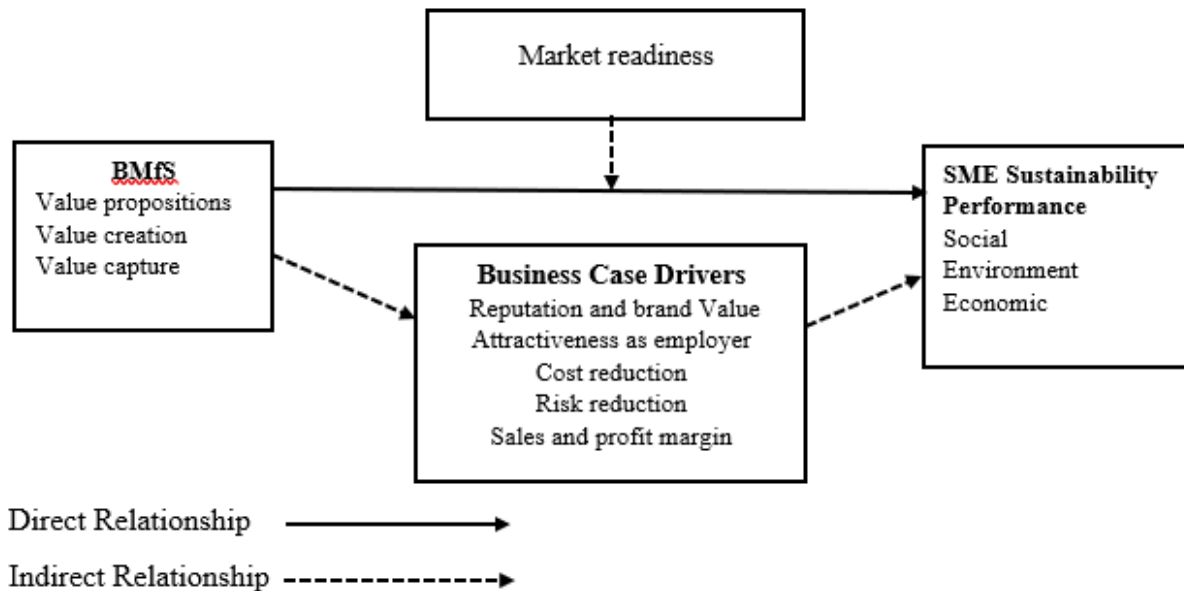 Market readiness
BMfS
Value propositions
Value creation
Value capture
Business Case Drivers
Reputation and brand Value
Attractiveness as employer
Cost reduction
Risk reduction
Sales and profit margin
SME Sustainability
Performance
Social
Environment
Economic
Direct Relationship
Indirect Relationship